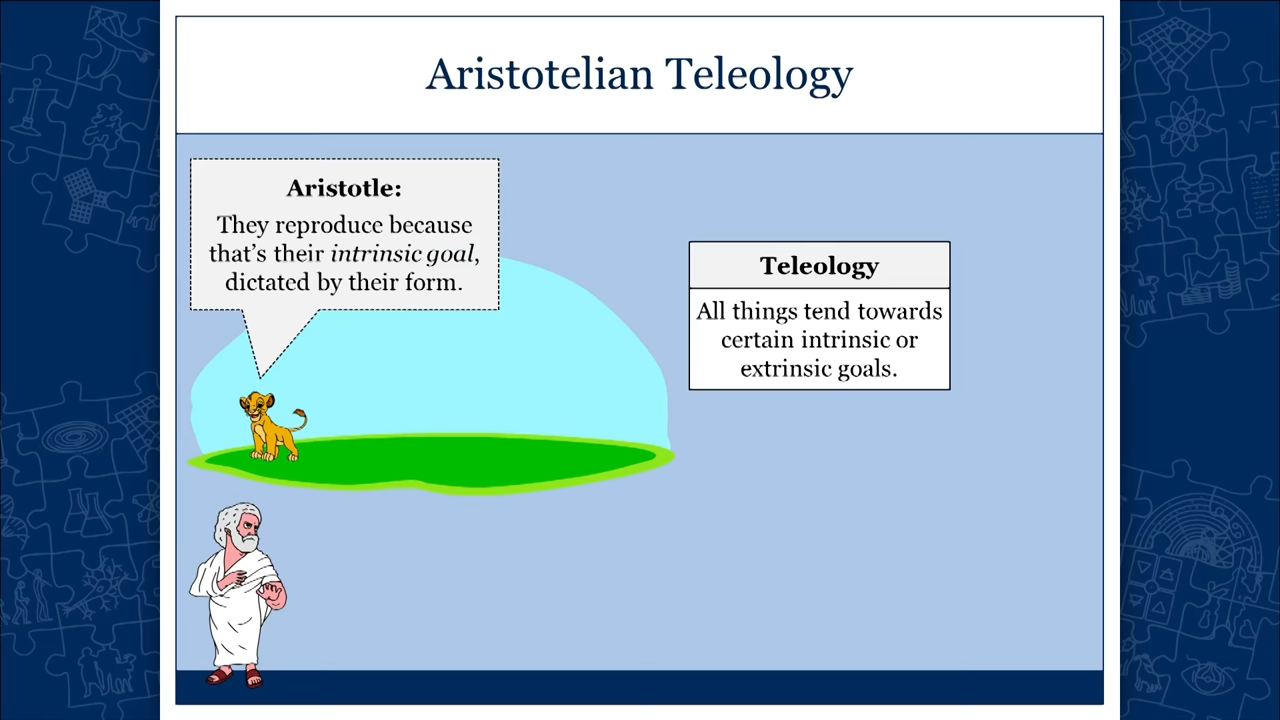 Aristotelian Teleology
Aristotle:
They reproduce because
that’s their intrinsic goal,
dictated by their form.
Teleology
All things tend towards
certain intrinsic or
extrinsic goals.